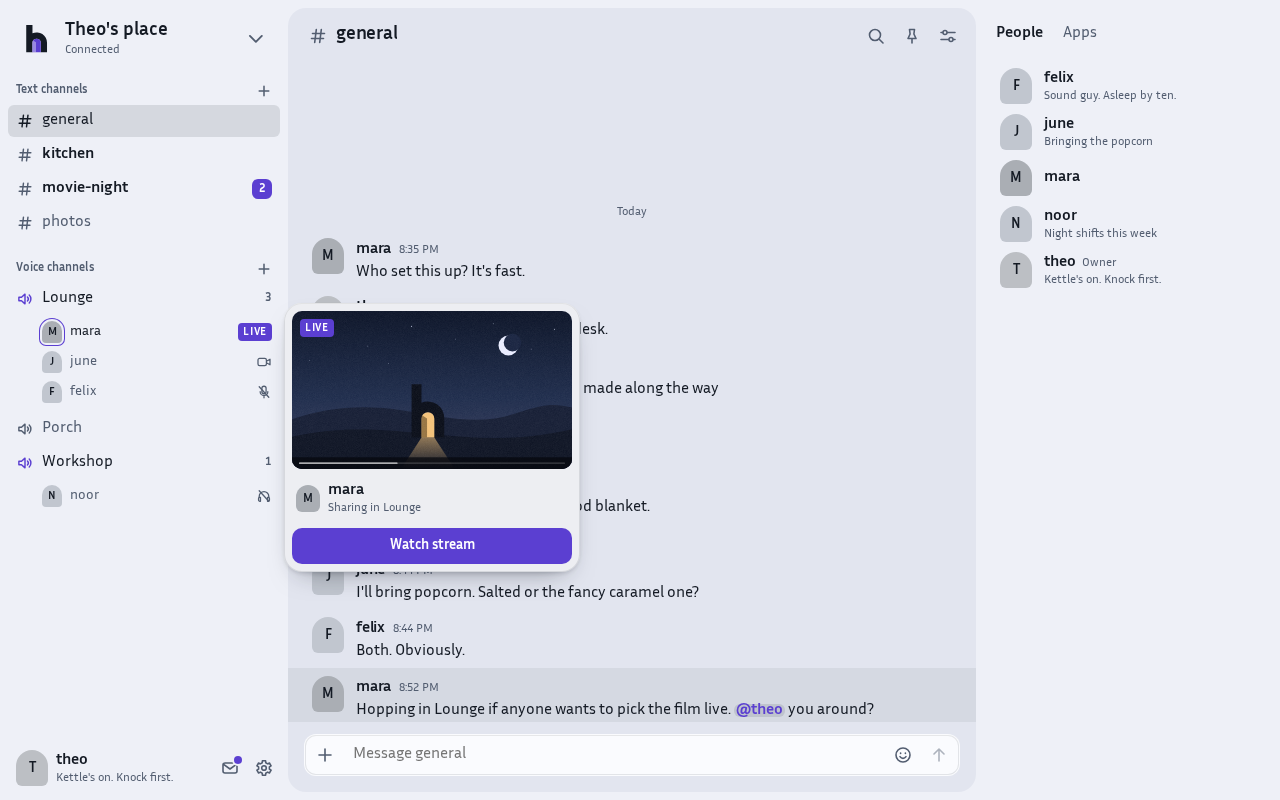 Theo's place
Connected
Text channels
general
kitchen
movie-night
2
photos
Voice channels
Lounge
3
M
mara
LIVE
J
june
F
felix
Porch
Workshop
1
N
noor
T
theo
Kettle's on. Knock first.
# general
Today
M
mara 8:35 PM
Who set this up? It's fast.
desk.
made along the way
blanket.
I'll bring popcorn. Salted or the fancy caramel one?
F
felix 8:44 PM
Both. Obviously.
M
mara 8:52 PM
Hopping in Lounge if anyone wants to pick the film live. @theo you around?
Message general
LIVE
M
mara
Sharing in Lounge
Watch stream
People Apps
F
felix
Sound guy. Asleep by ten.
J
june
Bringing the popcorn
M
mara
N
noor
Night shifts this week
T
theo Owner
Kettle's on. Knock first.